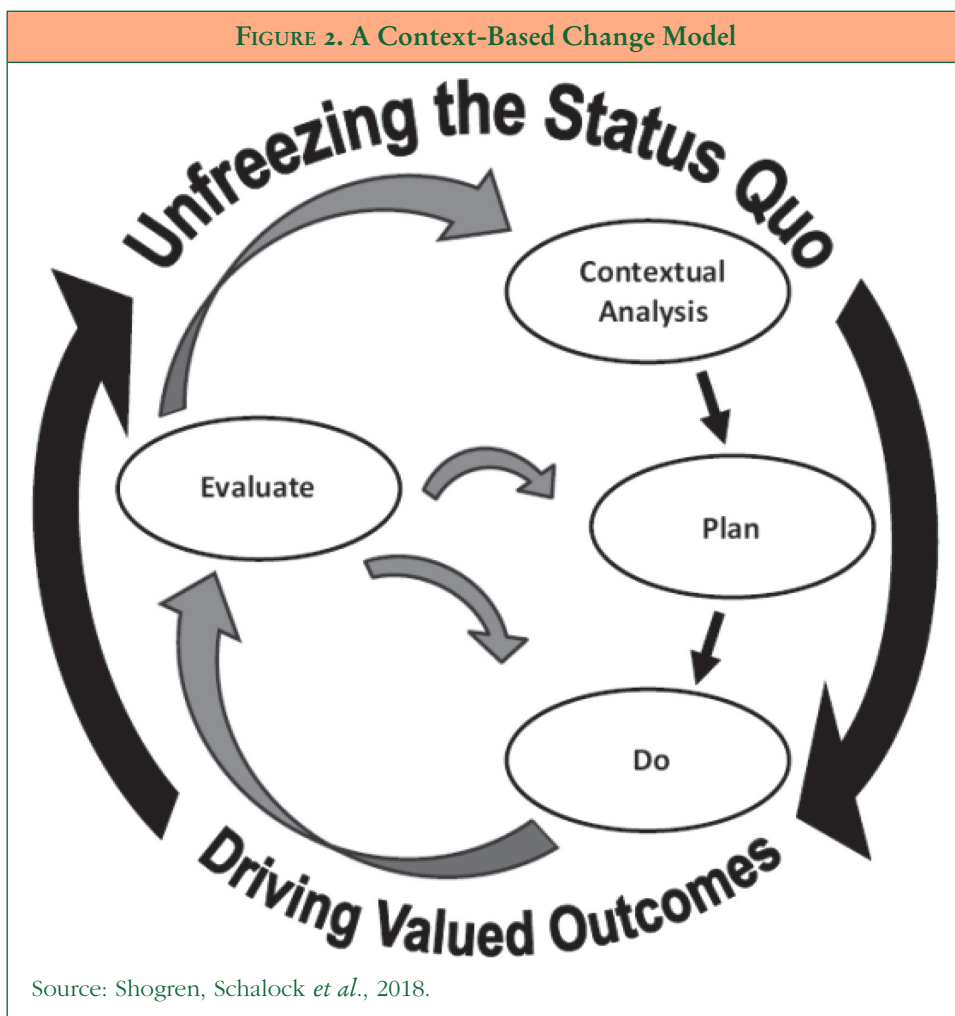 FIGURE 2. A Context-Based Change Model
Unfreezing the Status Quo
Contextual
Analysis
Evaluate
Plan
Do
Driving Valued Outcomes
Source: Shogren, Schalock et al., 2018.